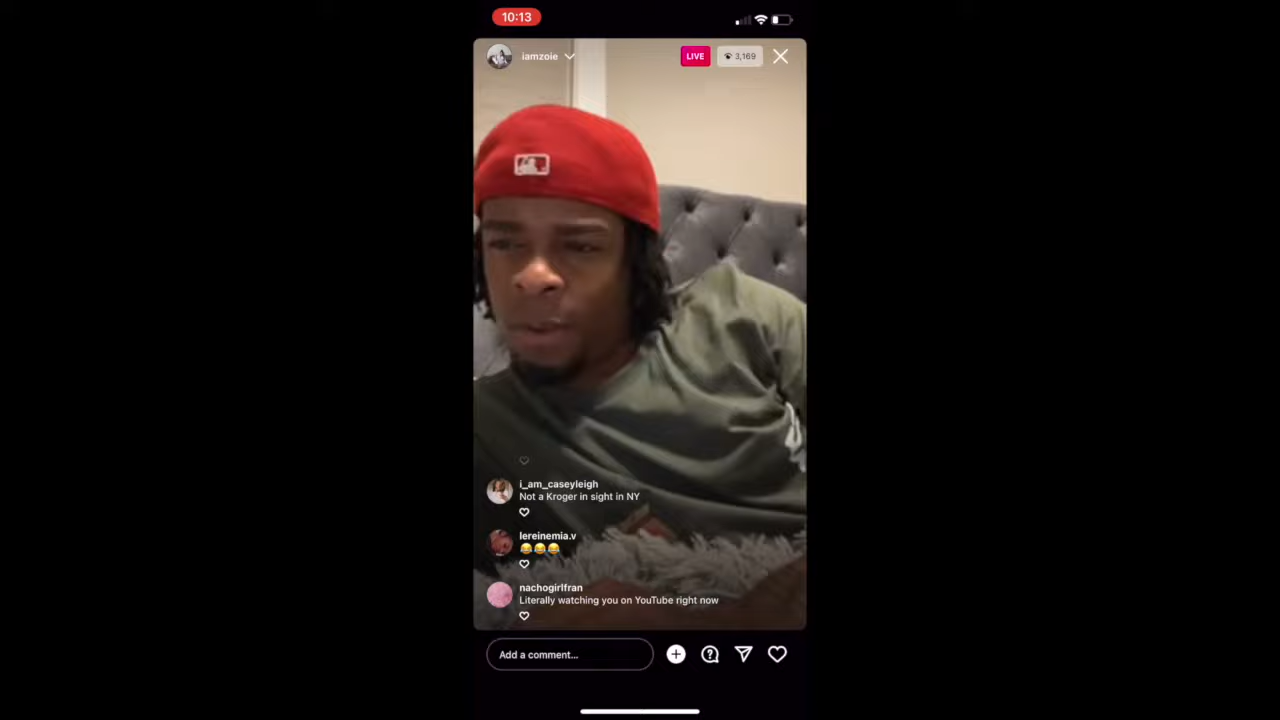 10:13
iamzoie
LIVE
3,169
i_am_caseyleigh
Not a Kroger in sight in NY
lereinemia.v
😂😂😂
nachogirlfran
Literally watching you on YouTube right now
Add a comment...